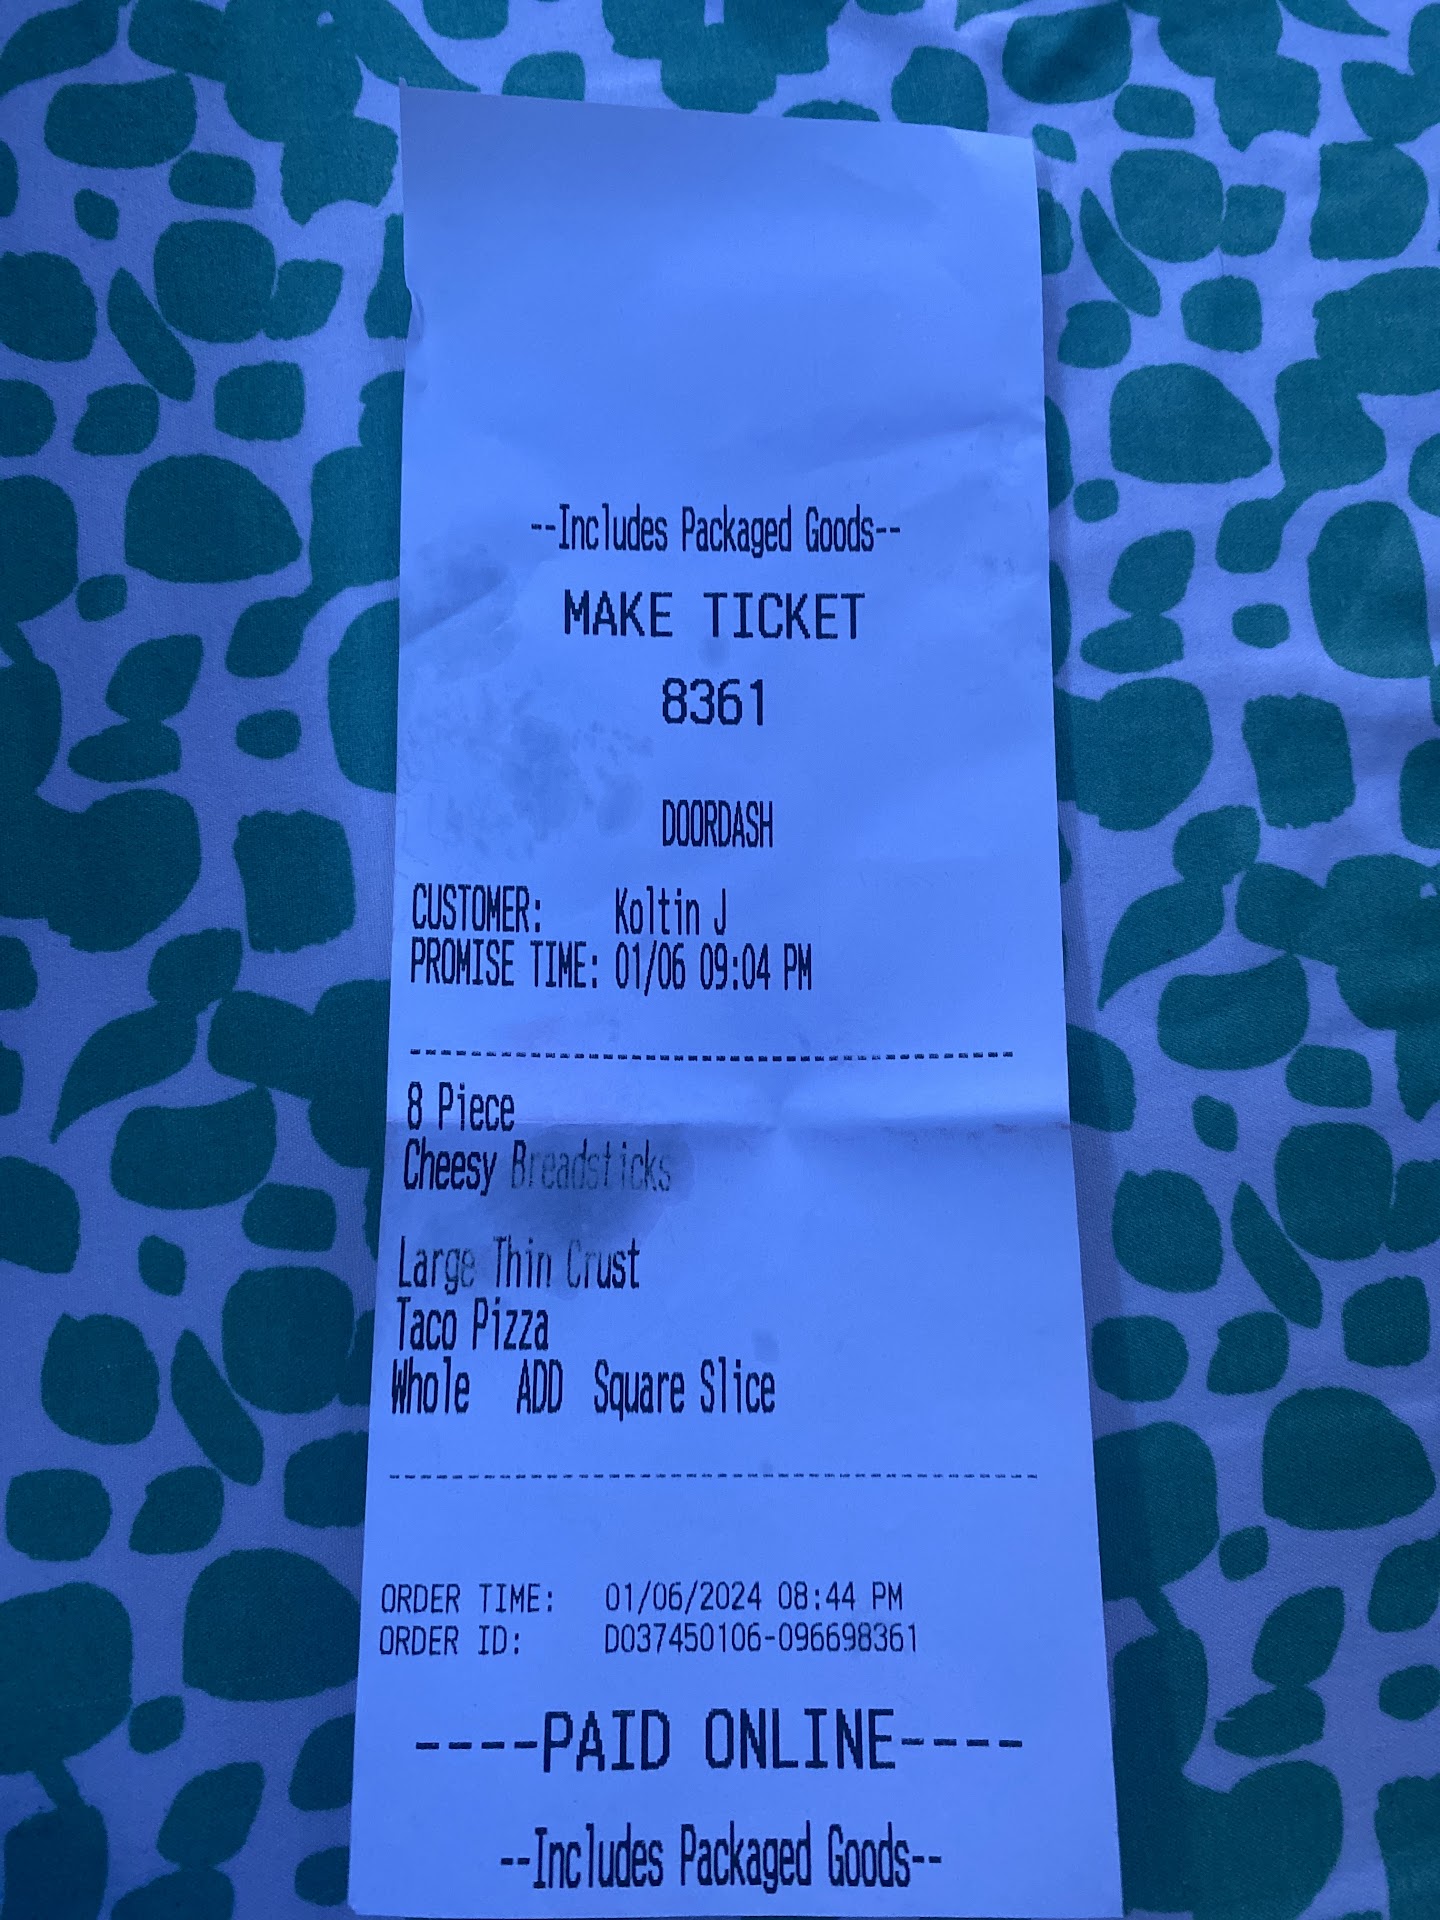 --Includes Packaged Goods--
MAKE TICKET
8361
DOORDASH
CUSTOMER: Koltin J
PROMISE TIME: 01/06 09:04 PM
--------------------------------------------
8 Piece
Cheesy Breadsticks
Large Thin Crust
Taco Pizza
Whole ADD Square Slice
--------------------------------------------
ORDER TIME: 01/06/2024 08:44 PM
ORDER ID: D037450106-096698361
----PAID ONLINE----
--Includes Packaged Goods--